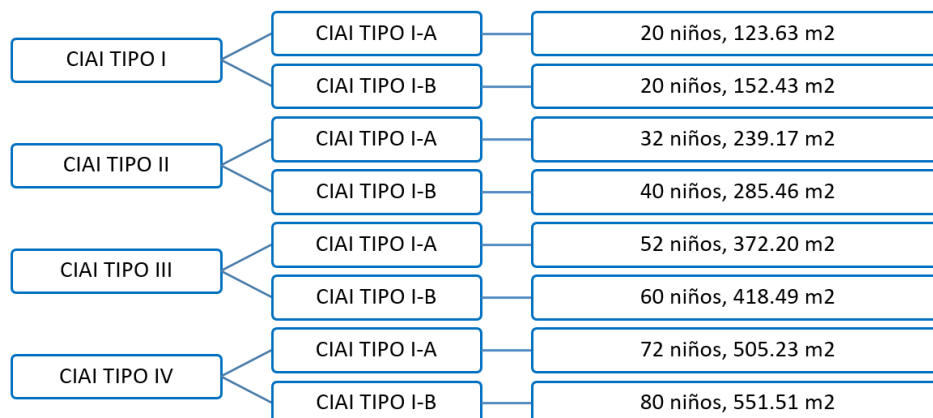 CIAI TIPO I
CIAI TIPO I-A
20 niños, 123.63 m2
CIAI TIPO I-B
20 niños, 152.43 m2
CIAI TIPO II
CIAI TIPO I-A
32 niños, 239.17 m2
CIAI TIPO I-B
40 niños, 285.46 m2
CIAI TIPO III
CIAI TIPO I-A
52 niños, 372.20 m2
CIAI TIPO I-B
60 niños, 418.49 m2
CIAI TIPO IV
CIAI TIPO I-A
72 niños, 505.23 m2
CIAI TIPO I-B
80 niños, 551.51 m2